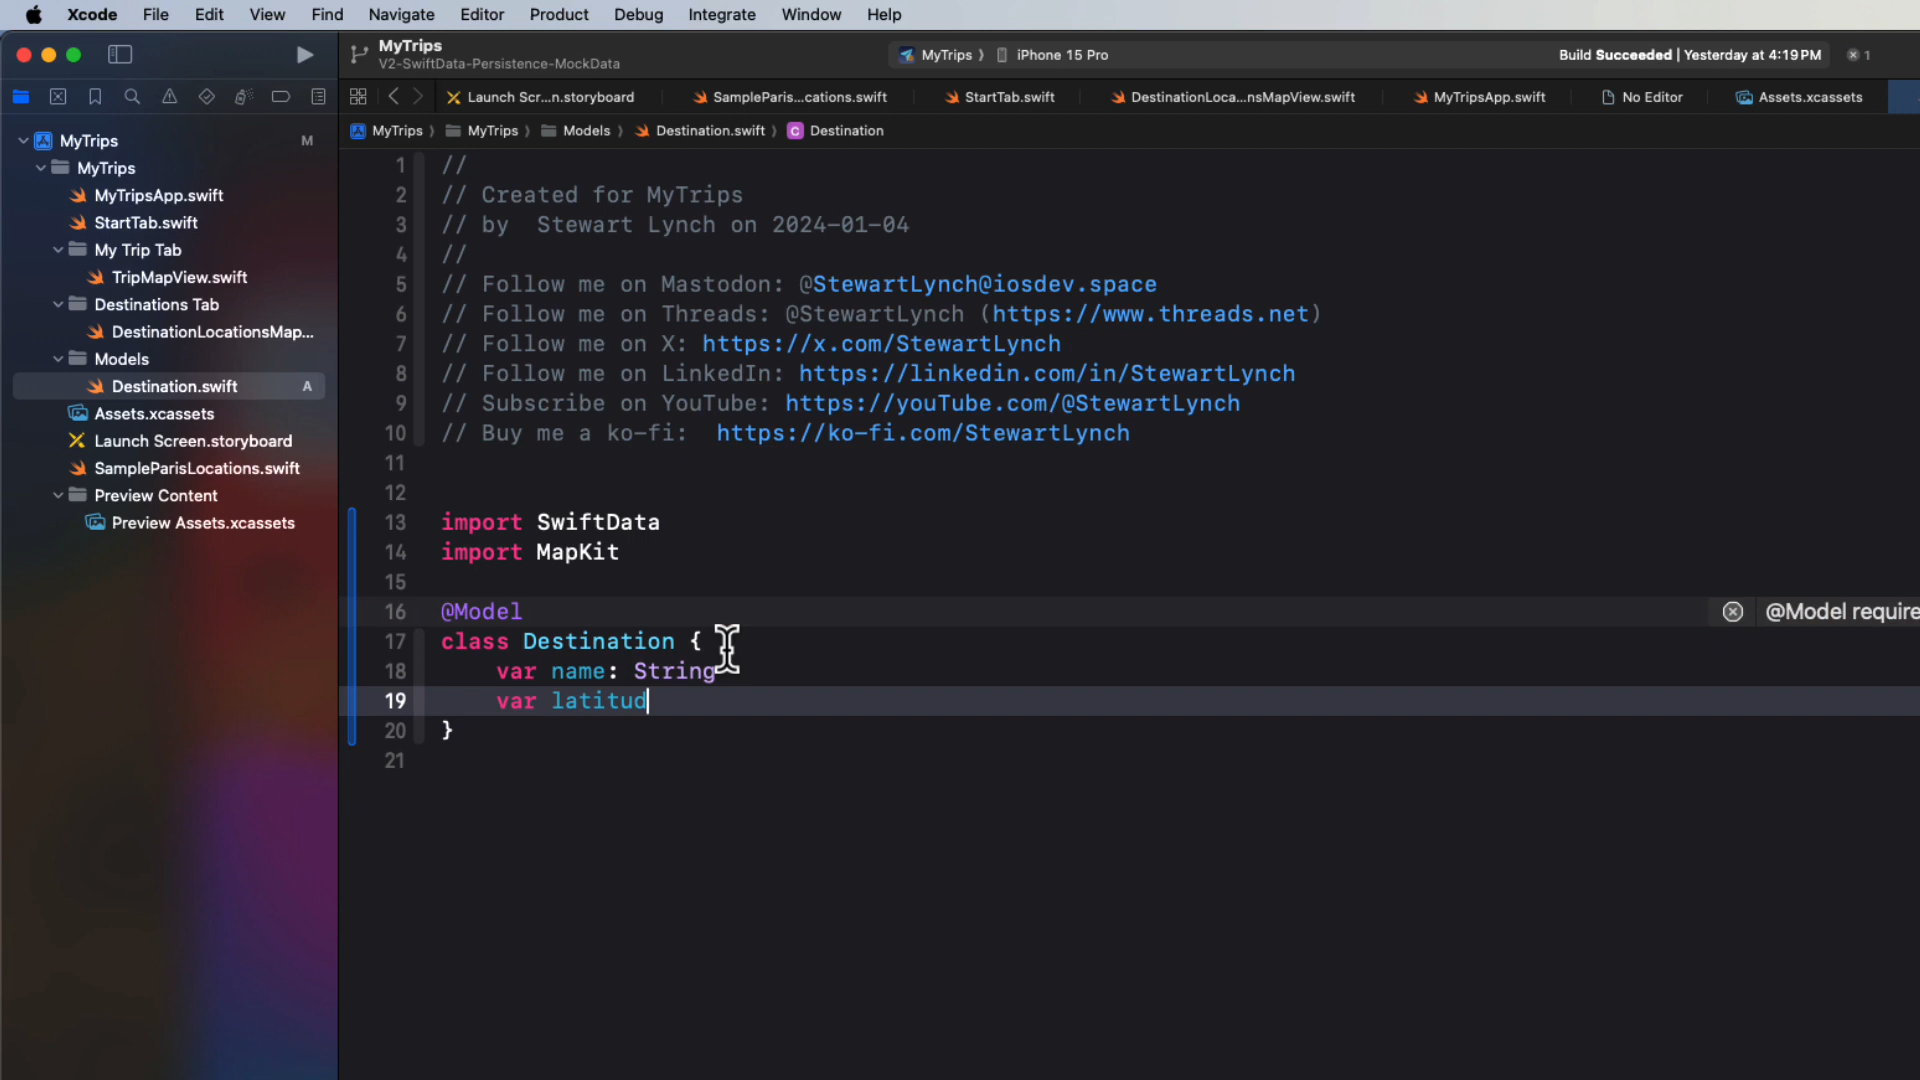 Xcode File Edit View Find Navigate Editor Product Debug Integrate Window Help
MyTrips
V2-SwiftData-Persistence-MockData
MyTrips ⟩ iPhone 15 Pro
Build Succeeded | Yesterday at 4:19 PM
1
Launch Scr...n.storyboard
SampleParis...cations.swift
StartTab.swift
DestinationLoca...nsMapView.swift
MyTripsApp.swift
No Editor
Assets.xcassets
MyTrips ⟩ MyTrips ⟩ Models ⟩ Destination.swift ⟩ C Destination
MyTrips M
MyTrips
MyTripsApp.swift
StartTab.swift
My Trip Tab
TripMapView.swift
Destinations Tab
DestinationLocationsMap...
Models
Destination.swift A
Assets.xcassets
Launch Screen.storyboard
SampleParisLocations.swift
Preview Content
Preview Assets.xcassets
1 //
2 // Created for MyTrips
3 // by  Stewart Lynch on 2024-01-04
4 //
5 // Follow me on Mastodon: @StewartLynch@iosdev.space
6 // Follow me on Threads: @StewartLynch (https://www.threads.net)
7 // Follow me on X: https://x.com/StewartLynch
8 // Follow me on LinkedIn: https://linkedin.com/in/StewartLynch
9 // Subscribe on YouTube: https://youTube.com/@StewartLynch
10 // Buy me a ko-fi:  https://ko-fi.com/StewartLynch
11
12
13 import SwiftData
14 import MapKit
15
16 @Model
@Model require
17 class Destination {
18     var name: String
19     var latitud
20 }
21